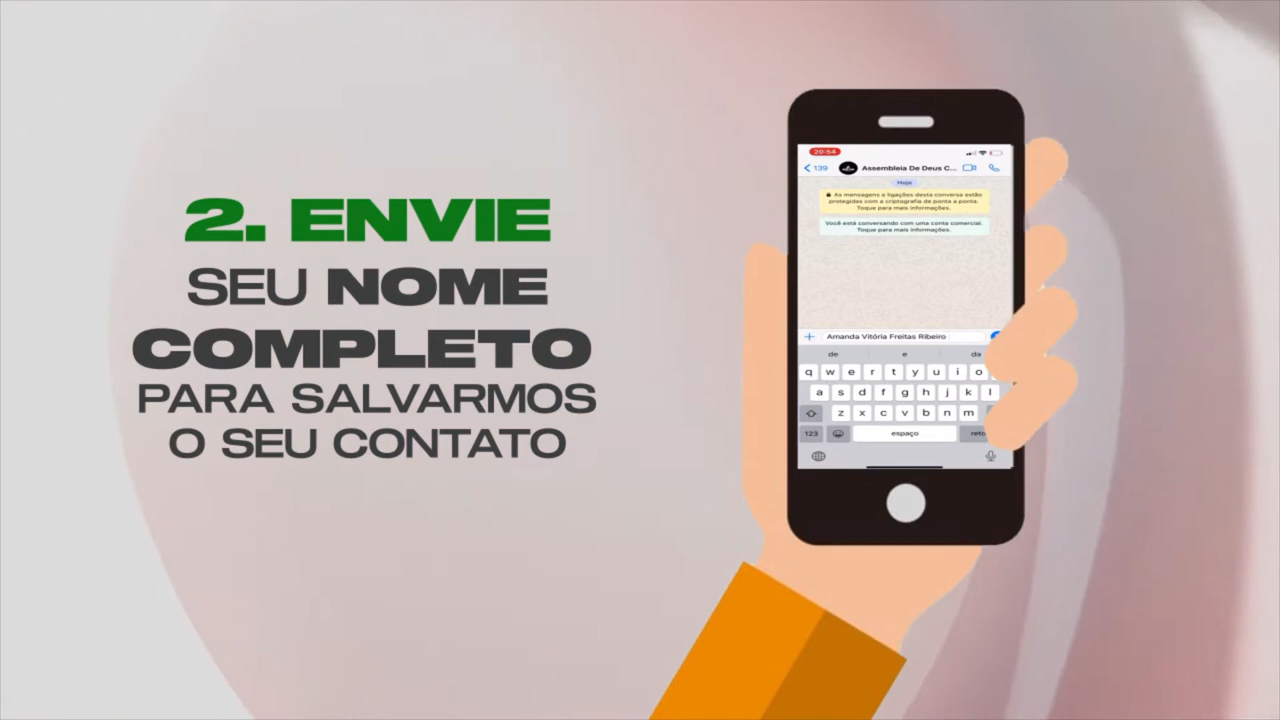 2. ENVIE
SEU NOME
COMPLETO
PARA SALVARMOS
O SEU CONTATO
20:54
139
Assembleia De Deus C...
Hoje
As mensagens e ligações desta conversa estão
protegidas com a criptografia de ponta a ponta.
Toque para mais informações.
Você está conversando com uma conta comercial.
Toque para mais informações.
Amanda Vitória Freitas Ribeiro
de e da
q w e r t y u i o
a s d f g h j k l
z x c v b n m
123 espaço reto